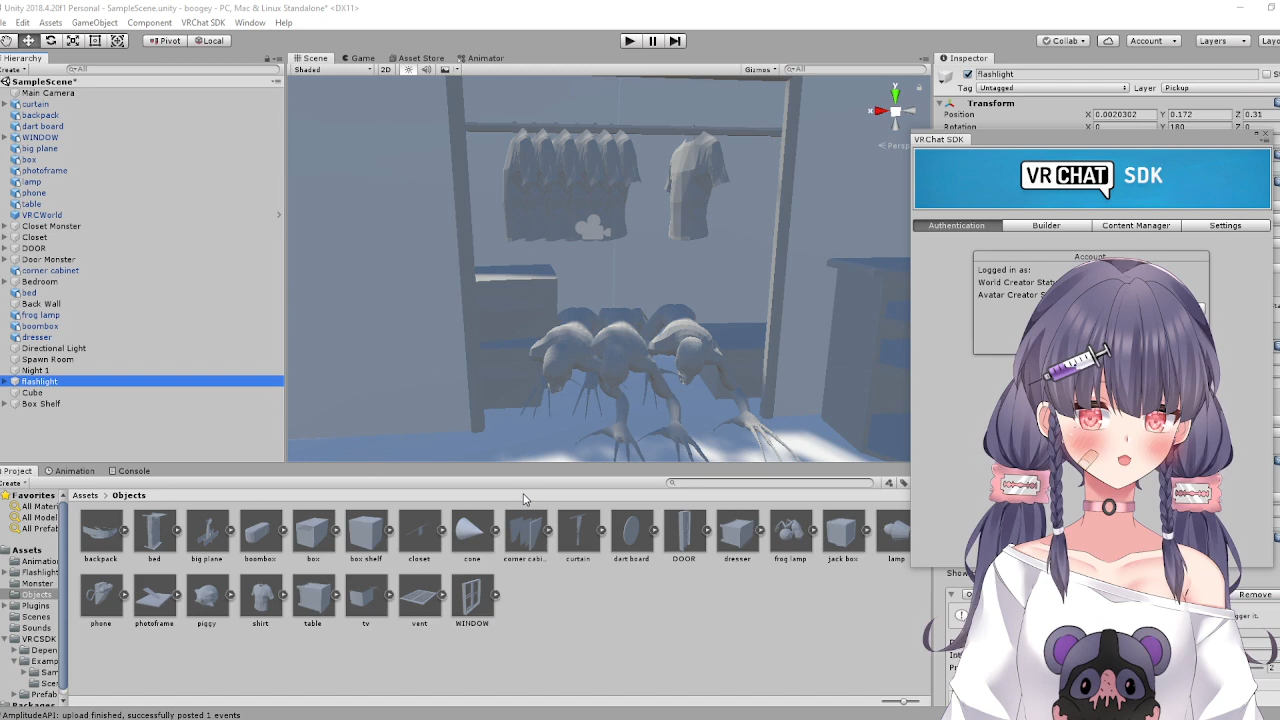 Unity 2018.4.20f1 Personal - SampleScene.unity - boogey - PC, Mac & Linux Standalone* <DX11>
Edit Assets GameObject Component VRChat SDK Window Help
Pivot Local Collab Account Layers
Hierarchy Scene Game Asset Store Animator Inspector
Create All Shaded 2D Gizmos All flashlight
SampleScene* Tag Untagged Layer Pickup
Main Camera
curtain Transform
backpack Position X 0.0020302 Y 0.172 Z 0.31
dart board Rotation X 0 Y 180 Z 0
WINDOW VRChat SDK
big plane
box
photoframe
lamp VRCHAT SDK
phone
table
VRCWorld
Closet Monster Authentication Builder Content Manager Settings
Closet
DOOR
Door Monster Account
corner cabinet Logged in as:
Bedroom World Creator
bed Avatar Creator
Back Wall
frog lamp
boombox
dresser
Directional Light
Spawn Room
Night 1
flashlight
Cube
Box Shelf
Project Animation Console
Create
Favorites Assets Objects
All
All
All
Assets
backpack bed big plane boombox box box shelf closet cone corner cabi... curtain dart board DOOR dresser frog lamp jack box lamp
Flashlight
Monster
Objects
Plugins
Scenes
Sounds
phone photoframe piggy shirt table tv vent WINDOW
VRCSDK
Remove
AmplitudeAPI: upload finished, successfully posted 1 events